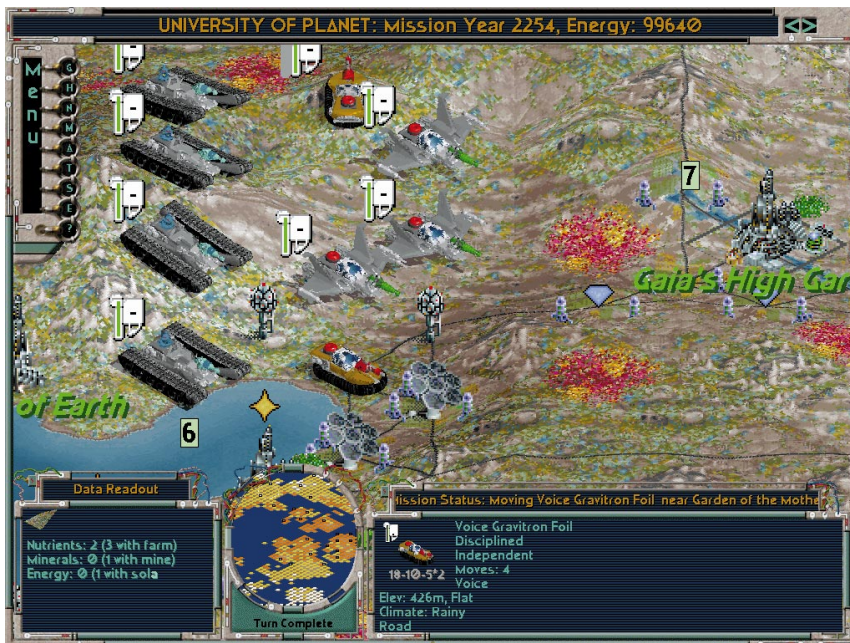 UNIVERSITY OF PLANET: Mission Year 2254, Energy: 99640
Menu
G
H
N
M
A
T
S
E
?
7
Gaia's High Gar
of Earth
6
Data Readout
Nutrients: 2 (3 with farm)
Minerals: 0 (1 with mine)
Energy: 0 (1 with sola
Turn Complete
ission Status: Moving Voice Gravitron Foil near Garden of the Mothe
Voice Gravitron Foil
Disciplined
Independent
18-10-5*2
Moves: 4
Voice
Elev: 426m, Flat
Climate: Rainy
Road